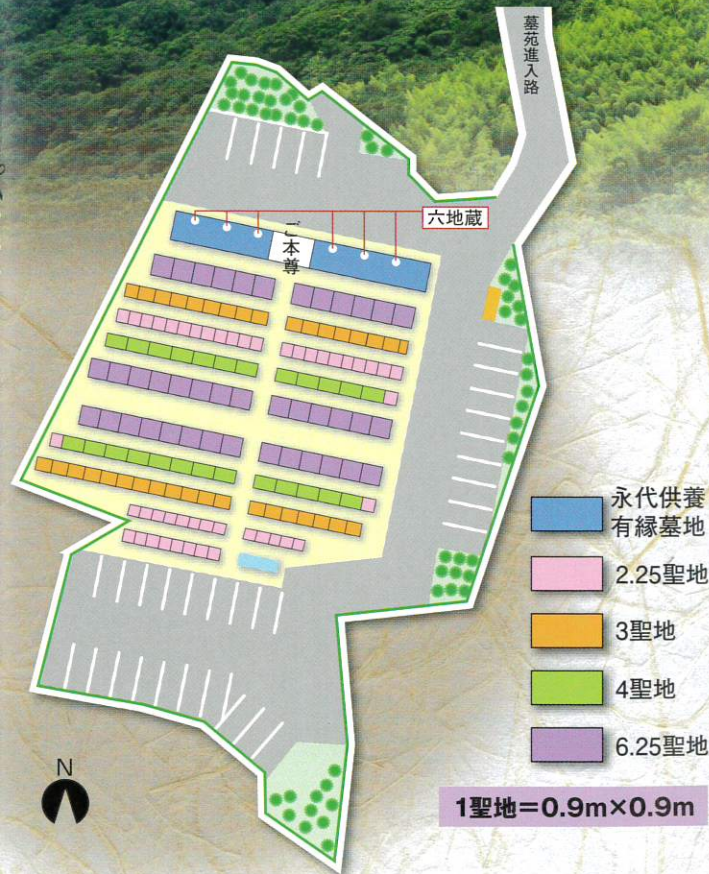 墓苑進入路
六地蔵
ご本尊
永代供養
有縁墓地
2.25聖地
3聖地
4聖地
6.25聖地
N
1聖地=0.9m×0.9m